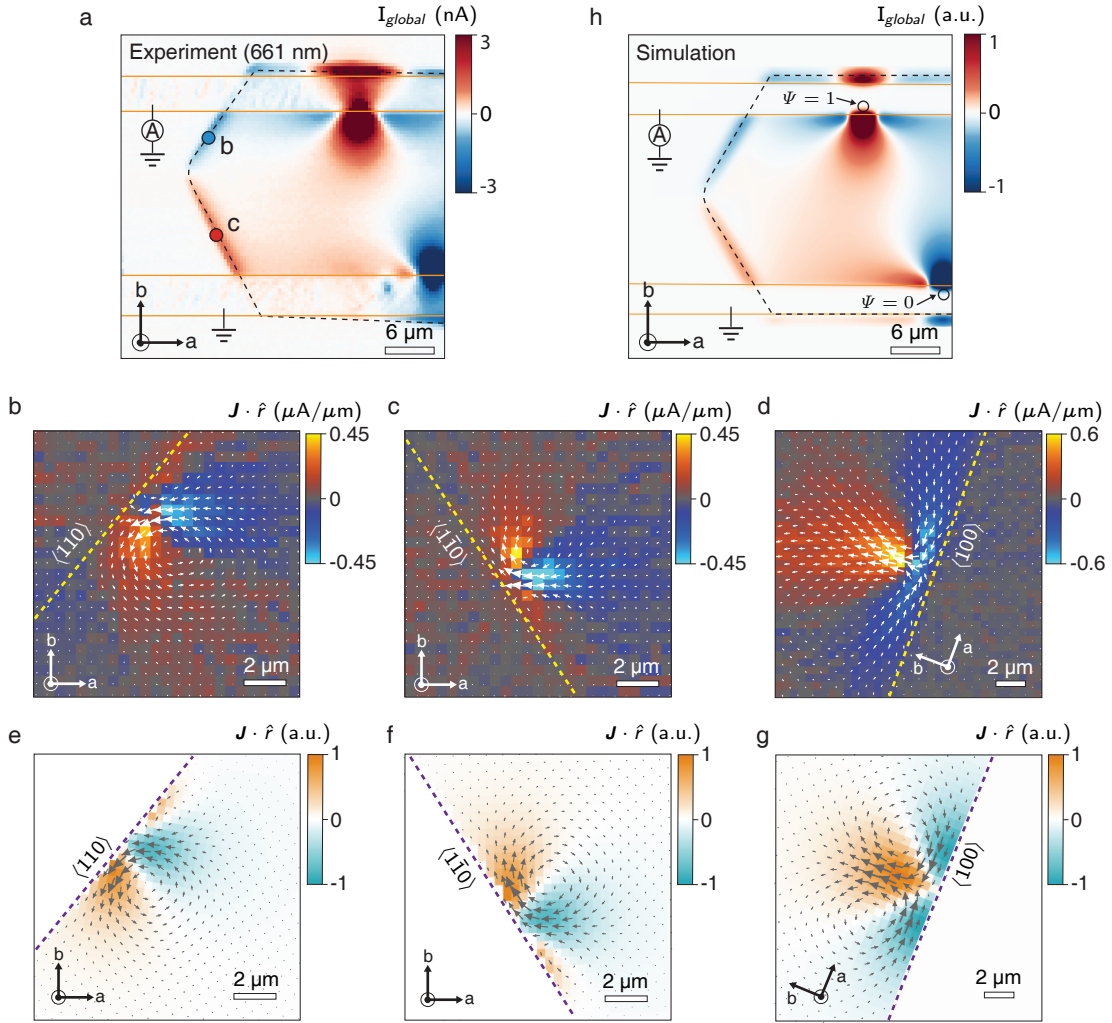 a
I_global (nA)
Experiment (661 nm)
3
0
-3
A
b
c
b
a
6 μm
h
I_global (a.u.)
Simulation
1
0
-1
Ψ = 1
A
Ψ = 0
b
a
6 μm
b
J · r̂ (μA/μm)
0.45
0
-0.45
⟨110⟩
b
a
2 μm
c
J · r̂ (μA/μm)
0.45
0
-0.45
⟨11̄0⟩
b
a
2 μm
d
J · r̂ (μA/μm)
0.6
0
-0.6
⟨100⟩
b
a
2 μm
e
J · r̂ (a.u.)
1
0
-1
⟨110⟩
b
a
2 μm
f
J · r̂ (a.u.)
1
0
-1
⟨11̄0⟩
b
a
2 μm
g
J · r̂ (a.u.)
1
0
-1
⟨100⟩
b
a
2 μm